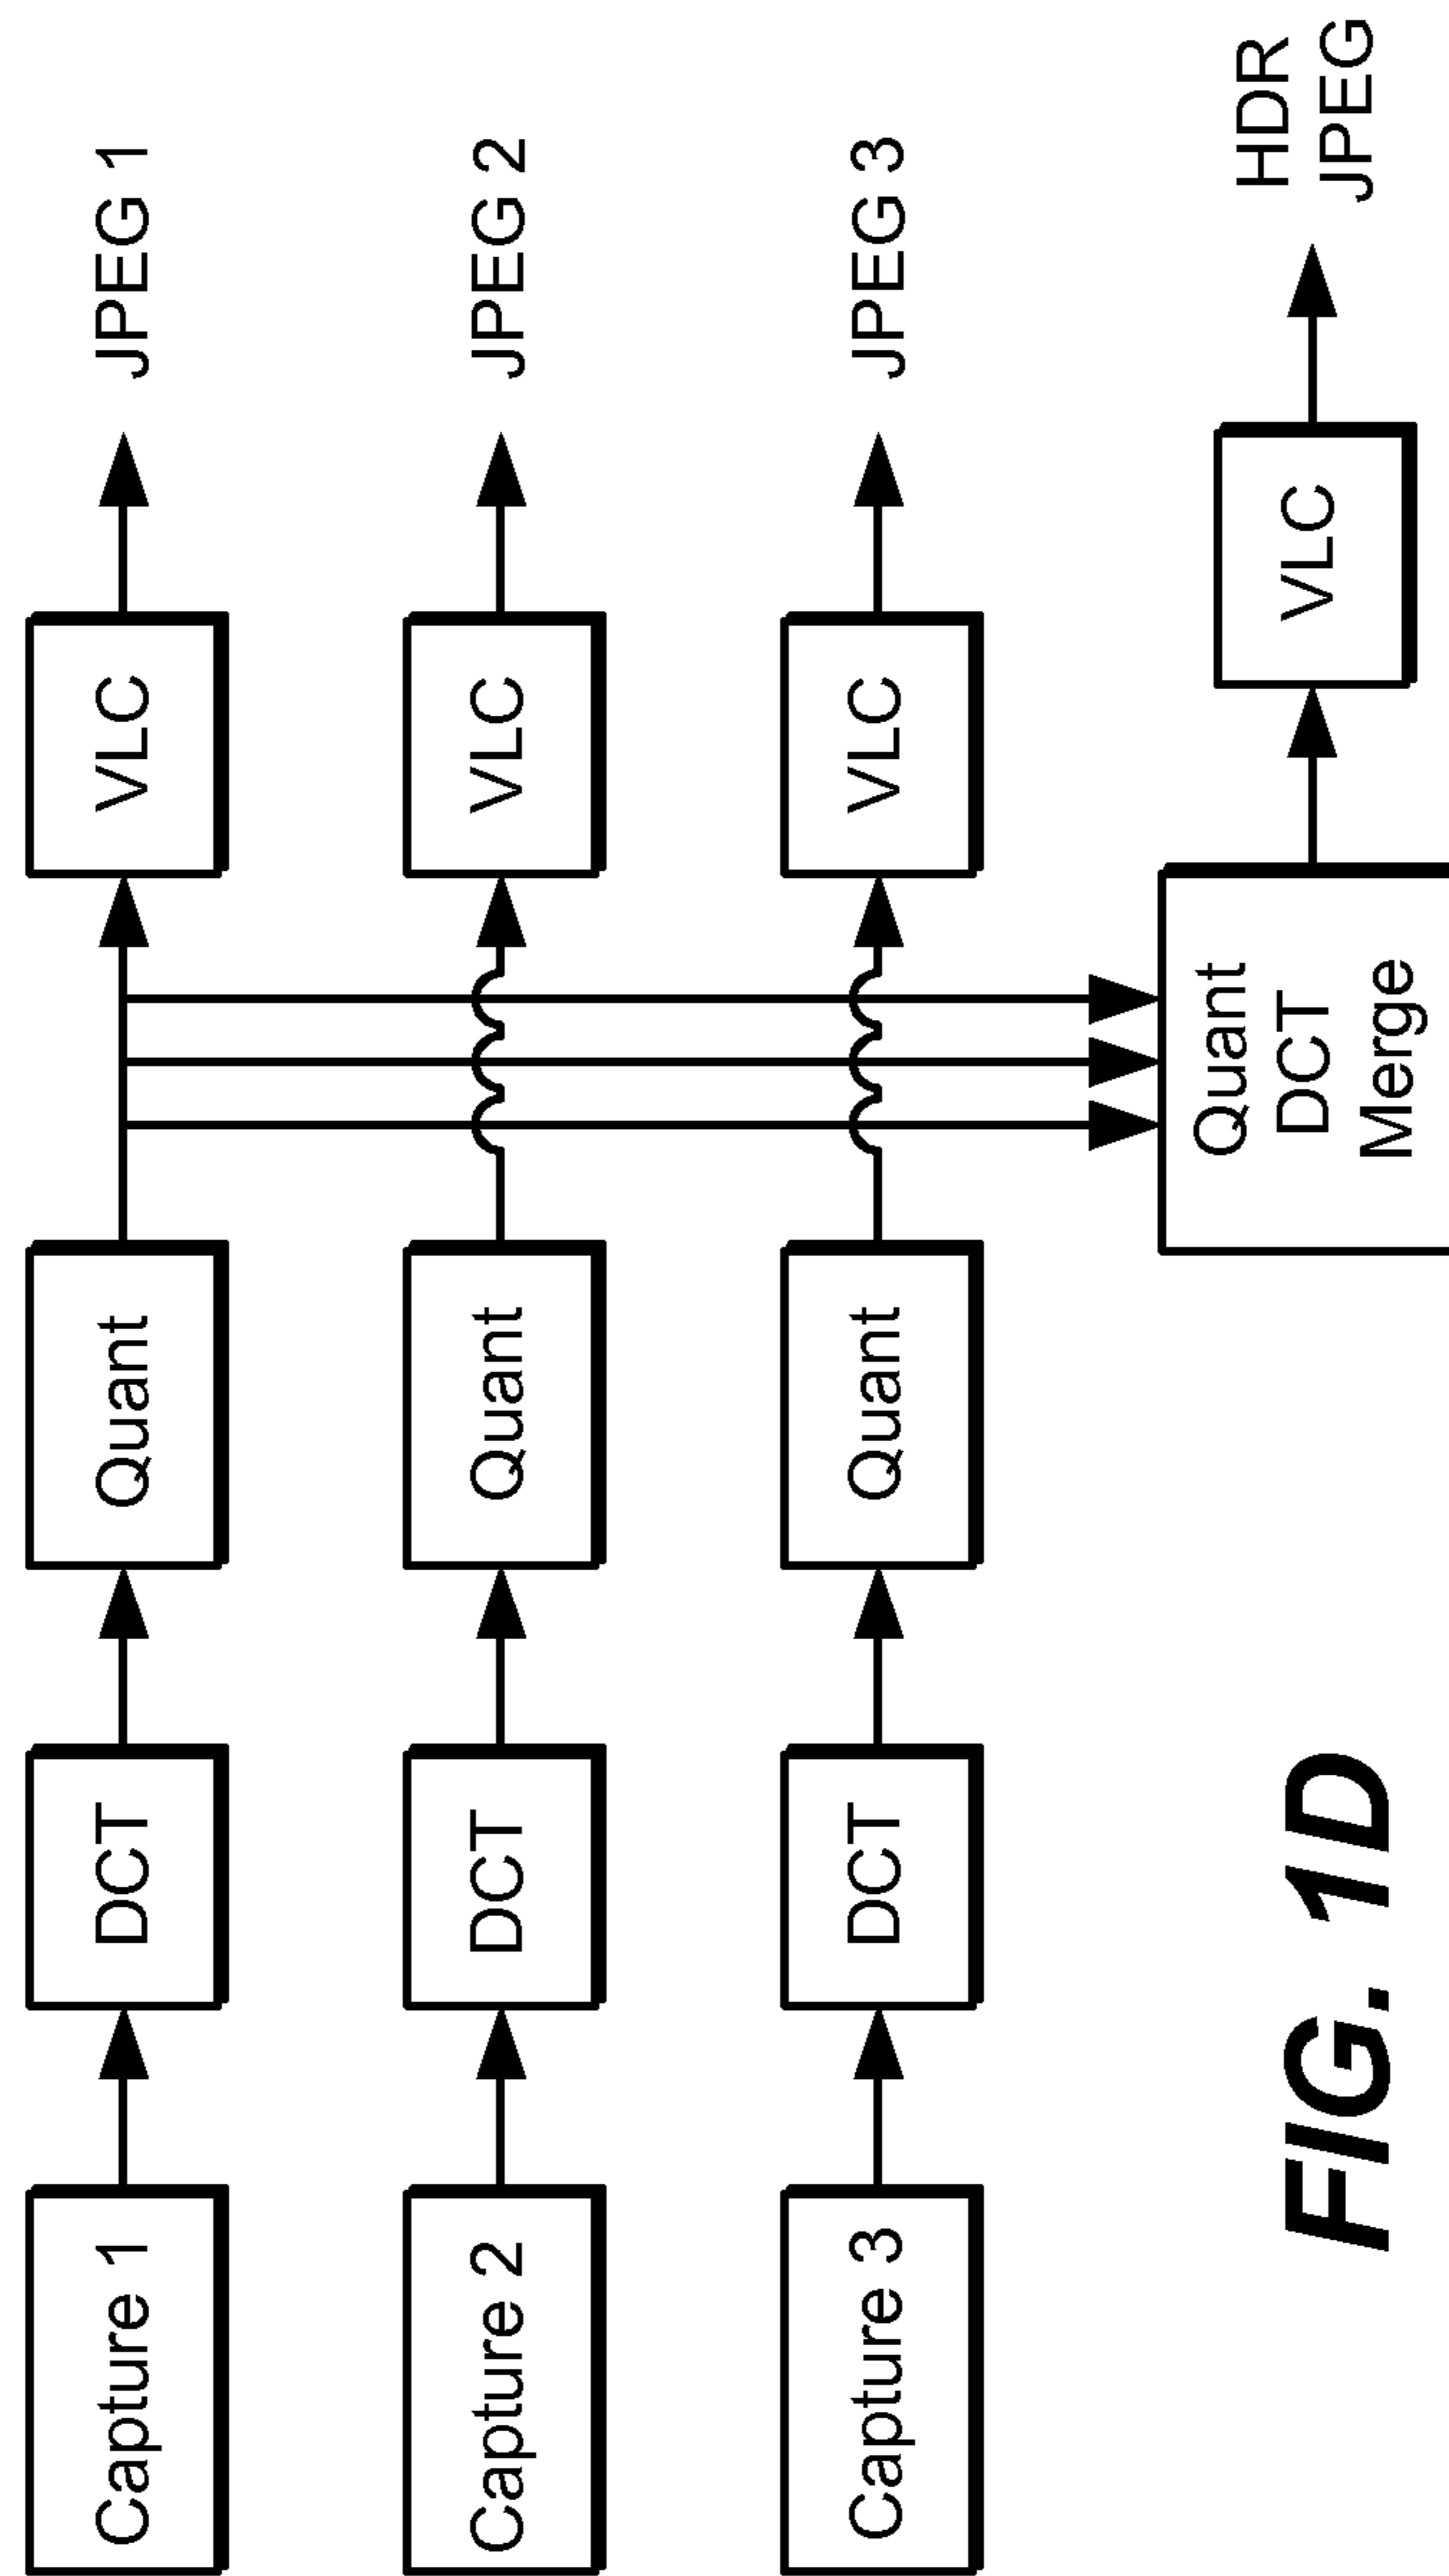 Capture 1
DCT
Quant
VLC
JPEG 1
Capture 2
DCT
Quant
VLC
JPEG 2
Capture 3
DCT
Quant
VLC
JPEG 3
Quant
DCT
Merge
VLC
HDR
JPEG
FIG. 1D